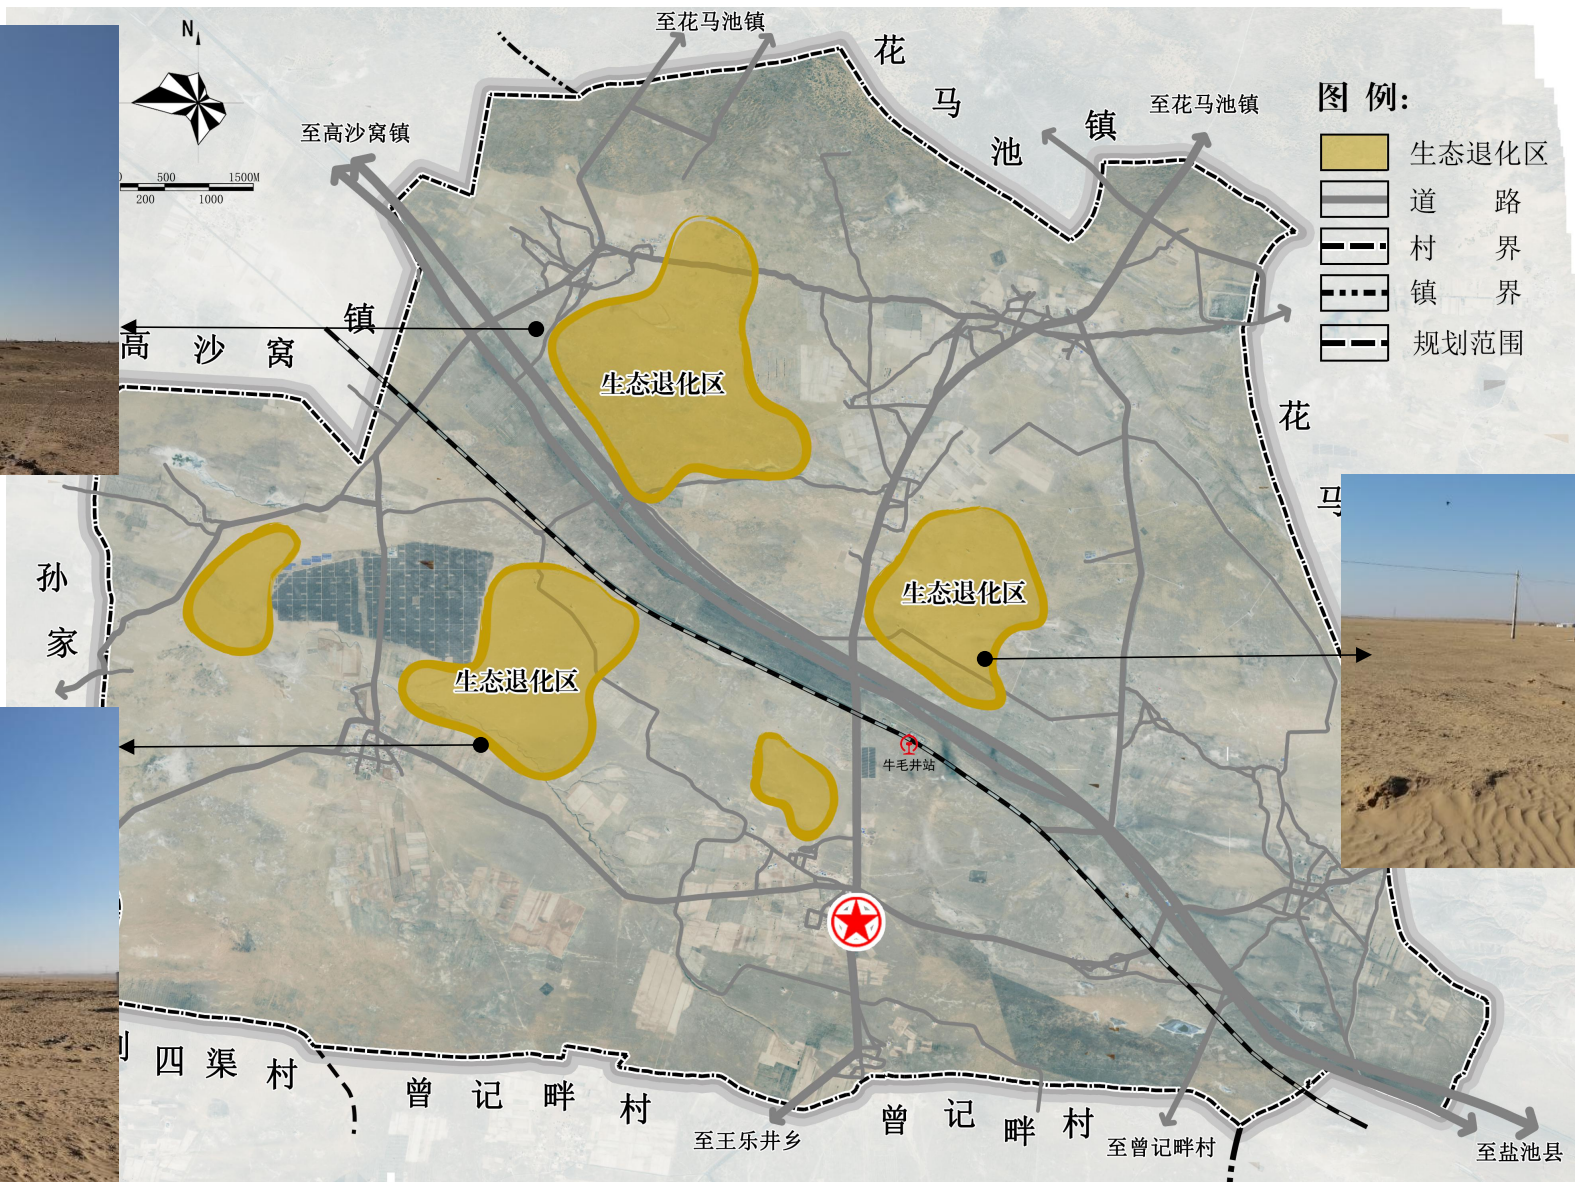 N
至花马池镇
花
马
池
镇
至花马池镇
至高沙窝镇
500
1500M
200
1000
图 例:
生态退化区
道 路
村 界
镇 界
规划范围
高 沙 窝 镇
生态退化区
花
马
孙
家
生态退化区
生态退化区
牛毛井站
四 渠 村
曾 记 畔 村
曾 记 畔 村
至王乐井乡
至曾记畔村
至盐池县